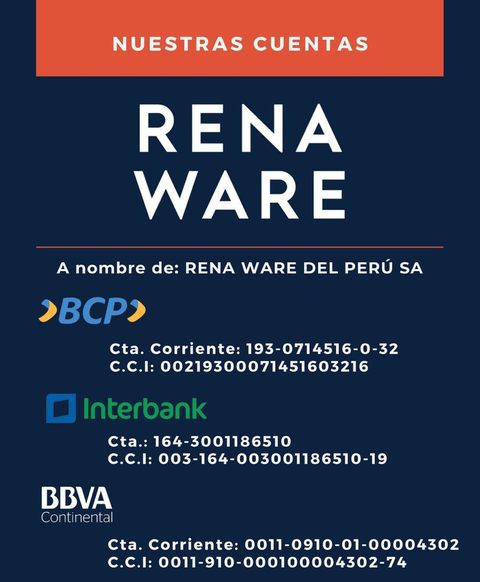 NUESTRAS CUENTAS
RENA
WARE
A nombre de: RENA WARE DEL PERÚ SA
BCP
Cta. Corriente: 193-0714516-0-32
C.C.I: 00219300071451603216
Interbank
Cta.: 164-3001186510
C.C.I: 003-164-003001186510-19
BBVA
Continental
Cta. Corriente: 0011-0910-01-00004302
C.C.I: 0011-910-000100004302-74